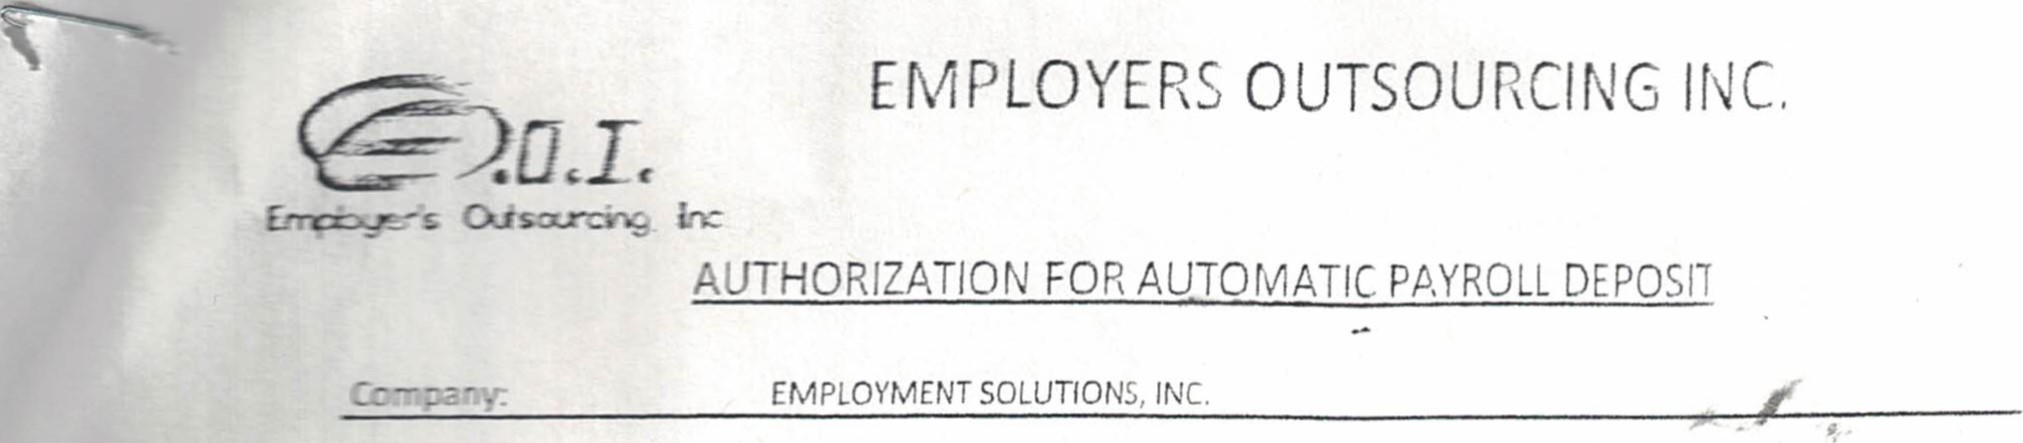 EMPLOYERS OUTSOURCING INC.
E.O.I.
Employer's Outsourcing, Inc
AUTHORIZATION FOR AUTOMATIC PAYROLL DEPOSIT
Company: EMPLOYMENT SOLUTIONS, INC.